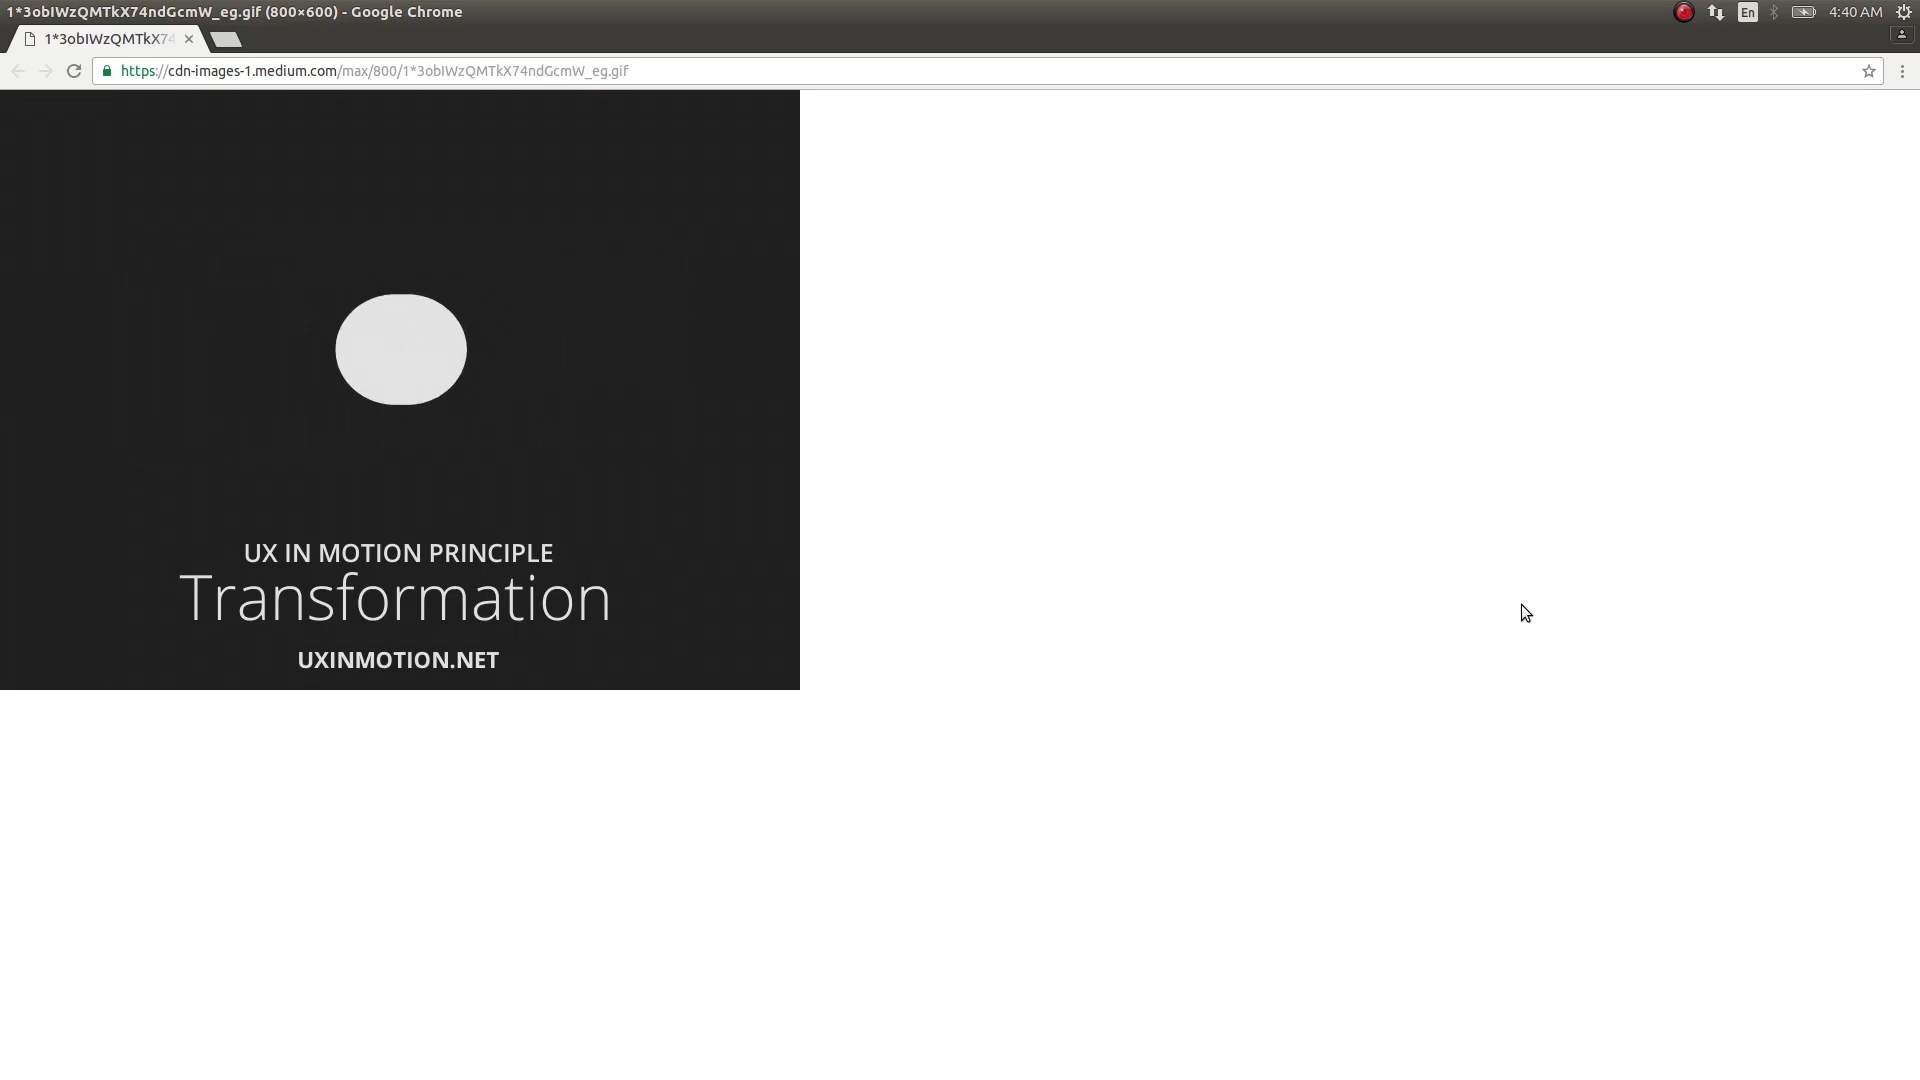 1*3obIWzQMTkX74ndGcmW_eg.gif (800×600) - Google Chrome
En
4:40 AM
1*3obIWzQMTkX74
https://cdn-images-1.medium.com/max/800/1*3obIWzQMTkX74ndGcmW_eg.gif
UX IN MOTION PRINCIPLE
Transformation
UXINMOTION.NET